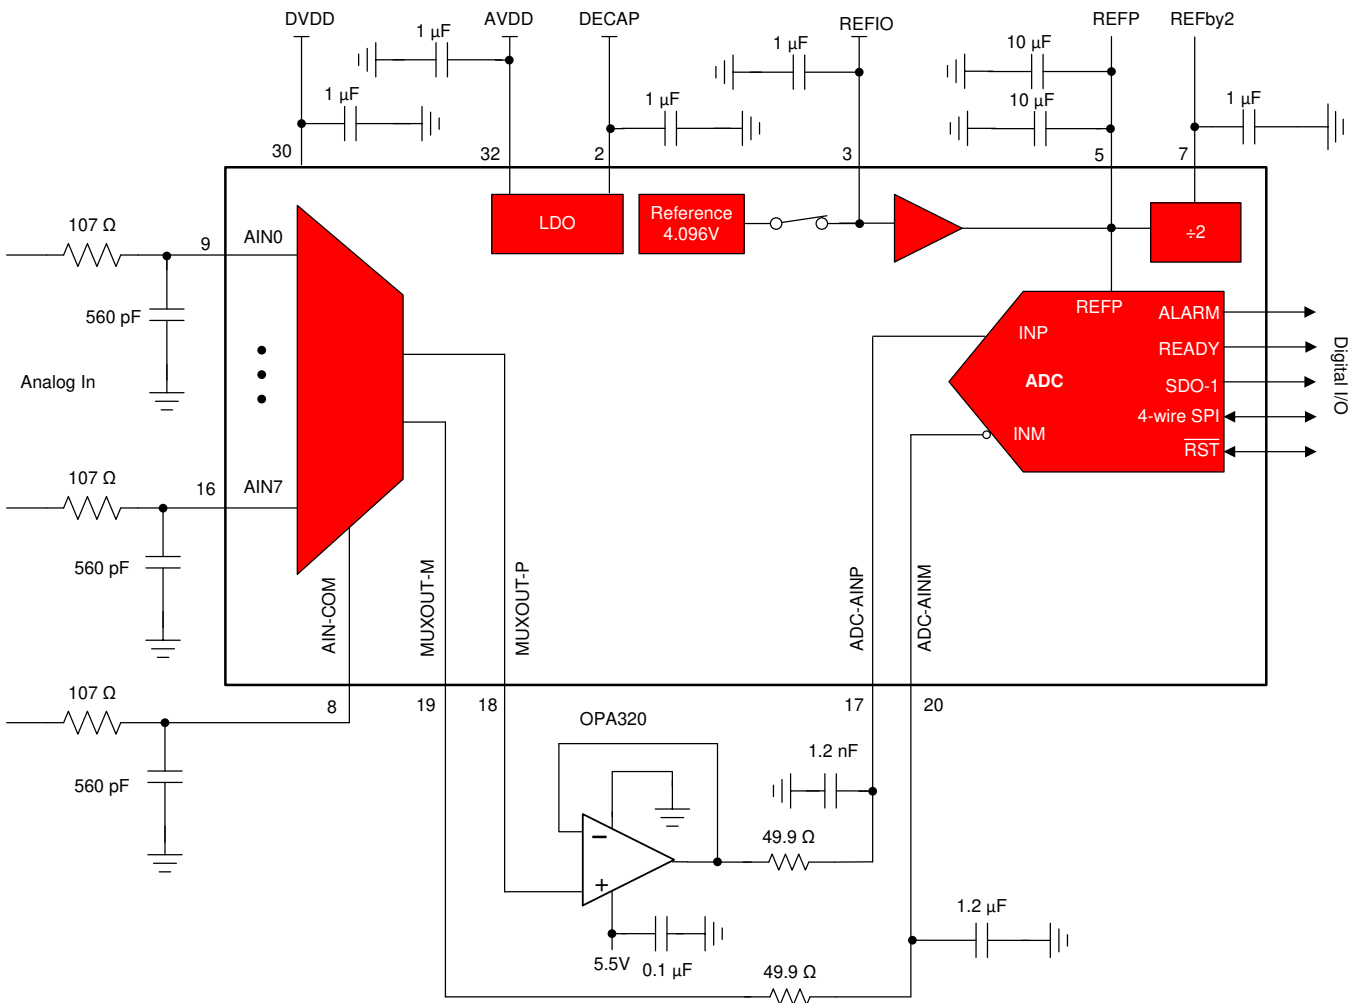 DVDD
AVDD
DECAP
REFIO
REFP
REFby2
1 µF
1 µF
10 µF
1 µF
1 µF
10 µF
1 µF
30
32
2
3
5
7
107 Ω
9
AIN0
LDO
Reference
4.096V
÷2
560 pF
REFP
ALARM
INP
READY
Analog In
ADC
SDO-1
4-wire SPI
INM
RST
Digital I/O
107 Ω
16
AIN7
560 pF
AIN-COM
MUXOUT-M
MUXOUT-P
ADC-AINP
ADC-AINM
107 Ω
8
19
18
17
20
OPA320
560 pF
1.2 nF
49.9 Ω
−
+
1.2 µF
5.5V
0.1 µF
49.9 Ω